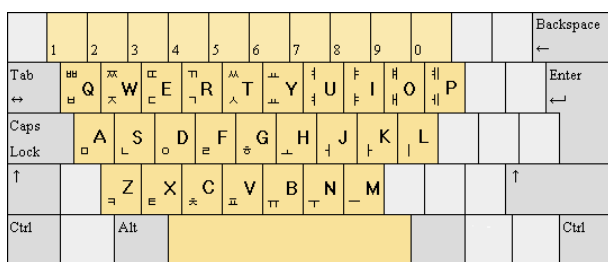 Backspace
1 2 3 4 5 6 7 8 9 0 ←
Tab ㅃ ㅉ ㄸ ㄲ ㅆ ㅛ ㅕ ㅑ ㅒ ㅖ Enter
Q W E R T Y U I O P
↔ ㅂ ㅈ ㄷ ㄱ ㅅ ㅛ ㅕ ㅑ ㅐ ㅔ ↵
Caps A S D F G H J K L
Lock ㅁ ㄴ ㅇ ㄹ ㅎ ㅗ ㅓ ㅏ ㅣ
↑ Z X C V B N M ↑
ㅋ ㅌ ㅊ ㅍ ㅠ ㅜ ㅡ
Ctrl Alt Ctrl